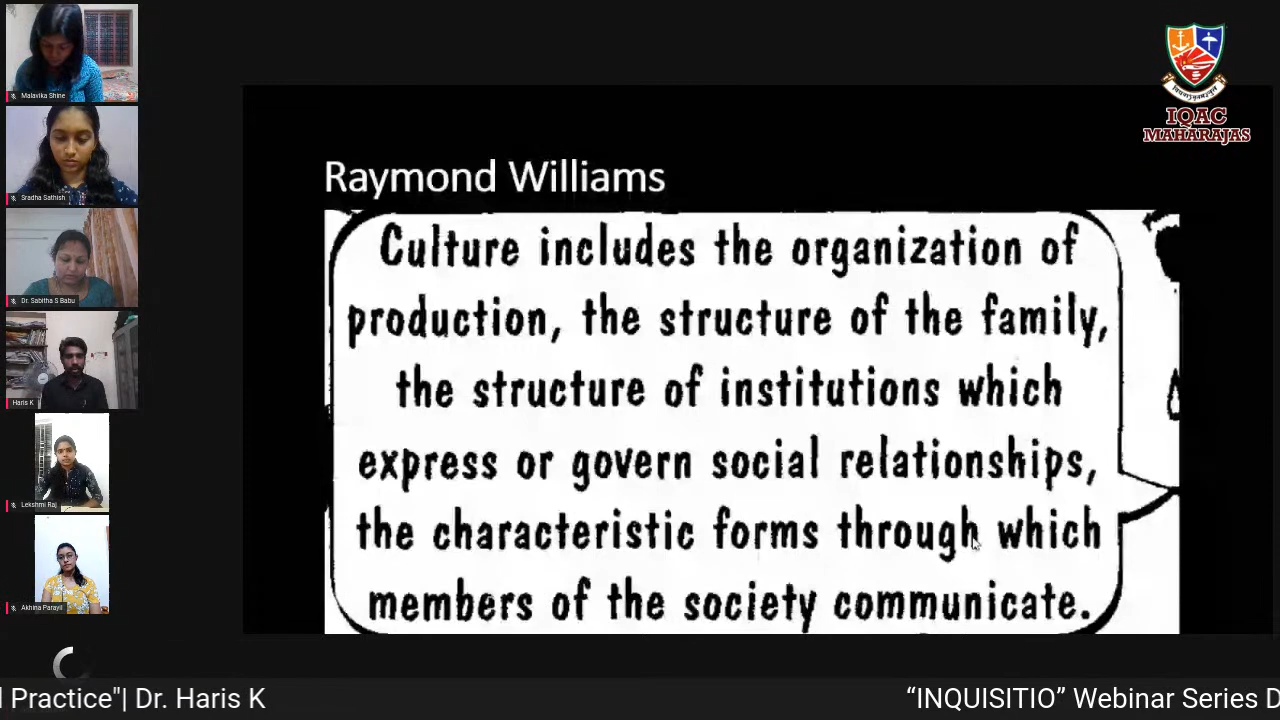 Malavika Shine
Sradha Sathish
Dr. Sabitha S Babu
Haris K
Lekshmi Raj
Akhina Parayil
IQAC
MAHARAJAS
Raymond Williams
Culture includes the organization of
production, the structure of the family,
the structure of institutions which
express or govern social relationships,
the characteristic forms through which
members of the society communicate.
l Practice"| Dr. Haris K
“INQUISITIO” Webinar Series D